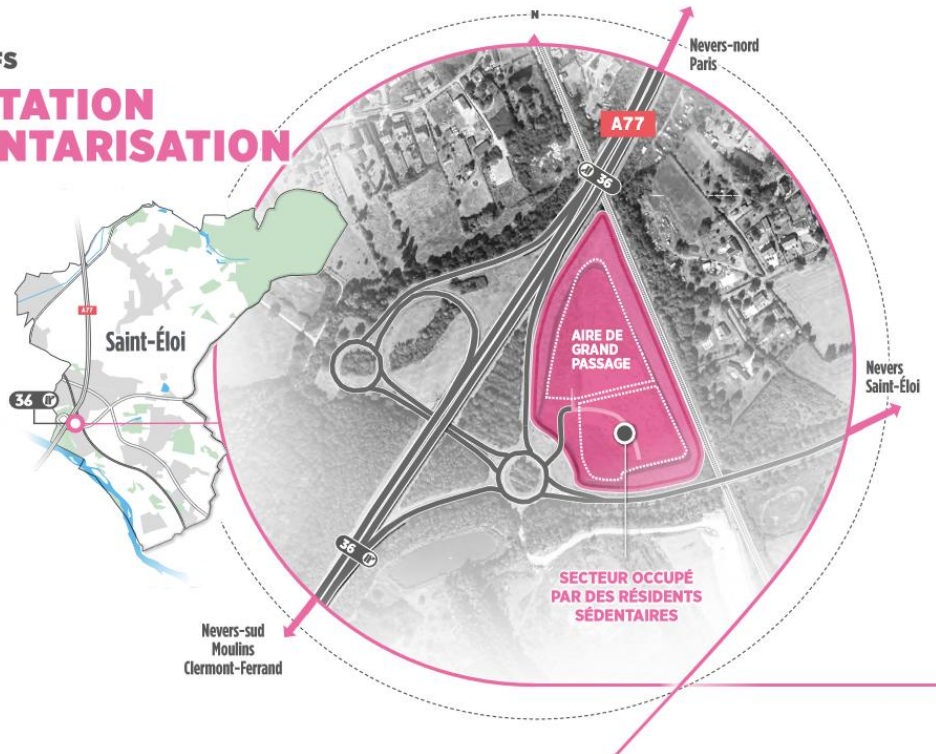 FS
TATION
NTARISATION
N
Nevers-nord
Paris
A77
36
A77
Saint-Éloi
36
AIRE DE
GRAND
PASSAGE
Nevers
Saint-Éloi
36
SECTEUR OCCUPÉ
PAR DES RÉSIDENTS
SÉDENTAIRES
Nevers-sud
Moulins
Clermont-Ferrand